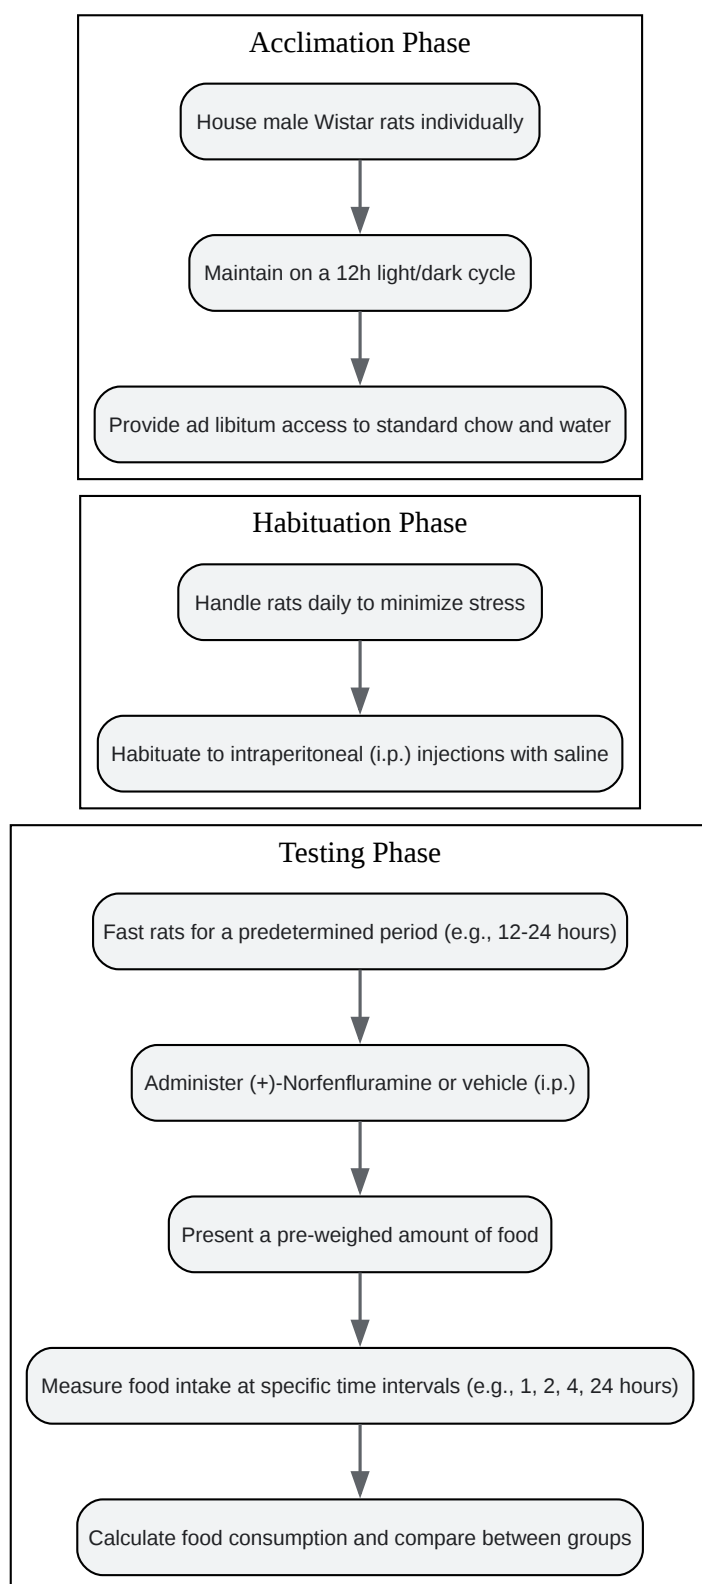 Acclimation Phase
House male Wistar rats individually
Maintain on a 12h light/dark cycle
Provide ad libitum access to standard chow and water
Habituation Phase
Handle rats daily to minimize stress
Habituate to intraperitoneal (i.p.) injections with saline
Testing Phase
Fast rats for a predetermined period (e.g., 12-24 hours)
Administer (+)-Norfenfluramine or vehicle (i.p.)
Present a pre-weighed amount of food
Measure food intake at specific time intervals (e.g., 1, 2, 4, 24 hours)
Calculate food consumption and compare between groups